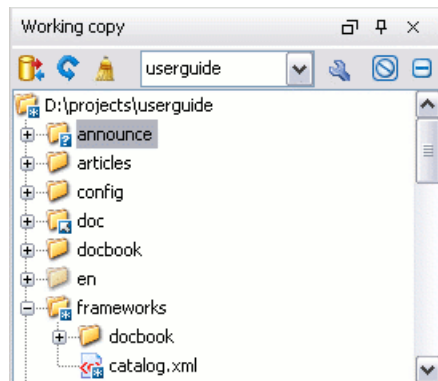 Working copy
userguide
D:\projects\userguide
announce
articles
config
doc
docbook
en
frameworks
docbook
catalog.xml